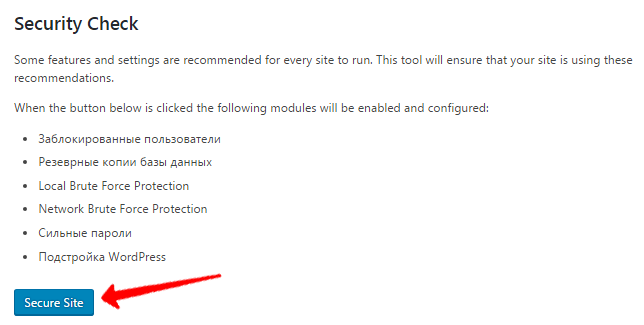 Security Check
Some features and settings are recommended for every site to run. This tool will ensure that your site is using these
recommendations.
When the button below is clicked the following modules will be enabled and configured:
• Заблокированные пользователи
• Резеврные копии базы данных
• Local Brute Force Protection
• Network Brute Force Protection
• Сильные пароли
• Подстройка WordPress
Secure Site